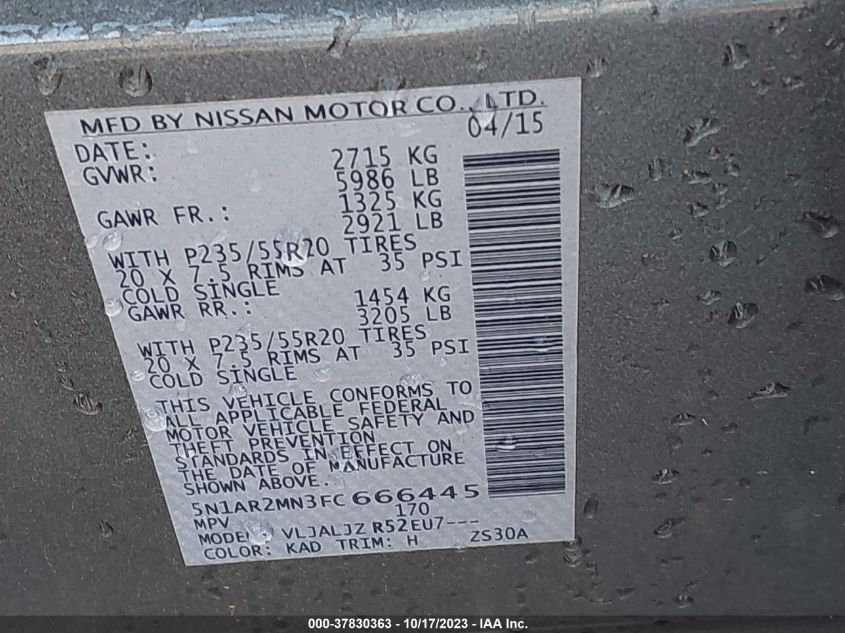 MFD BY NISSAN MOTOR CO., LTD.
DATE: 04/15
GVWR: 2715 KG
5986 LB
GAWR FR.: 1325 KG
2921 LB
WITH P235/55R20 TIRES
20 X 7.5 RIMS AT 35 PSI
COLD SINGLE
GAWR RR.: 1454 KG
3205 LB
WITH P235/55R20 TIRES
20 X 7.5 RIMS AT 35 PSI
COLD SINGLE
THIS VEHICLE CONFORMS TO
ALL APPLICABLE FEDERAL
MOTOR VEHICLE SAFETY AND
THEFT PREVENTION
STANDARDS IN EFFECT ON
THE DATE OF MANUFACTURE
SHOWN ABOVE.
5N1AR2MN3FC 666445
MPV 170
MODEL: VLJALJZ R52EU7---
COLOR: KAD TRIM: H ZS30A
000-37830363 - 10/17/2023 - IAA Inc.